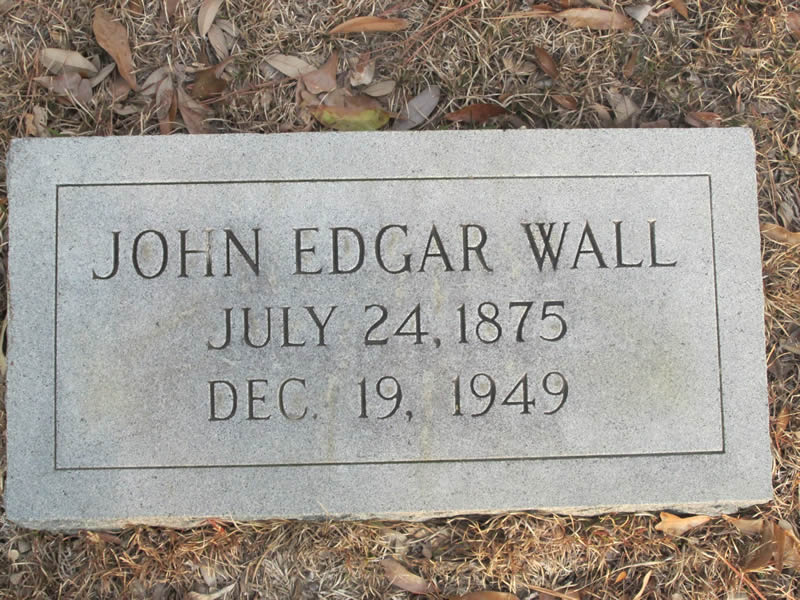 JOHN EDGAR WALL
JULY 24, 1875
DEC. 19, 1949